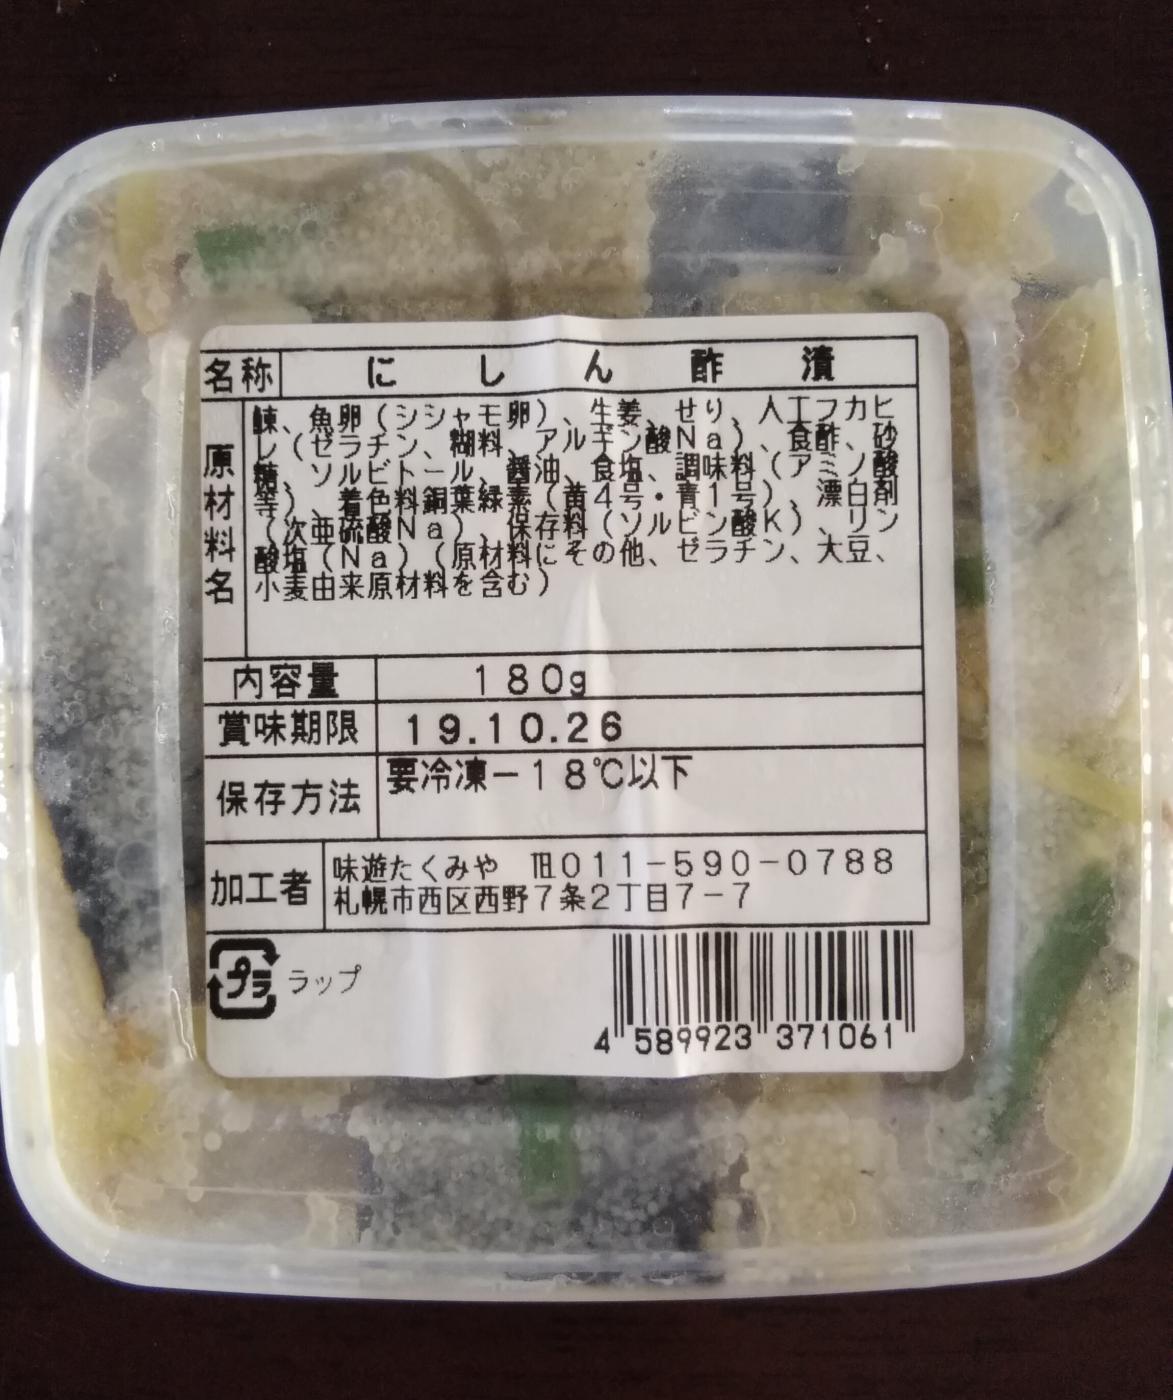 名称 にしん酢漬
原材料名
鰊、魚卵(シシャモ卵)、生姜、せり、人工フカヒ
レ(ゼラチン、糊料、アルギン酸Na)、食酢、砂
糖、ソルビトール、醤油、食塩、調味料(アミノ酸
等)、着色料銅葉緑素(黄4号・青1号)、漂白剤
(次亜硫酸Na)、保存料(ソルビン酸K)、リン
酸塩(Na)(原材料にその他、ゼラチン、大豆、
小麦由来原材料を含む)
内容量 180g
賞味期限 19.10.26
保存方法 要冷凍-18℃以下
加工者 味遊たくみや ℡011-590-0788
札幌市西区西野7条2丁目7-7
プラ ラップ
4 589923 371061